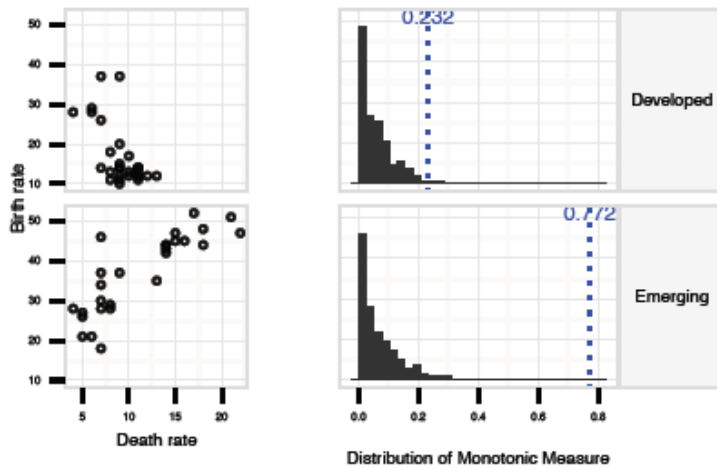 50
40
30
20
10
50
40
30
20
10
Birth rate
5 10 15 20
Death rate
0.232
Developed
0.772
Emerging
0.0 0.2 0.4 0.6 0.8
Distribution of Monotonic Measure